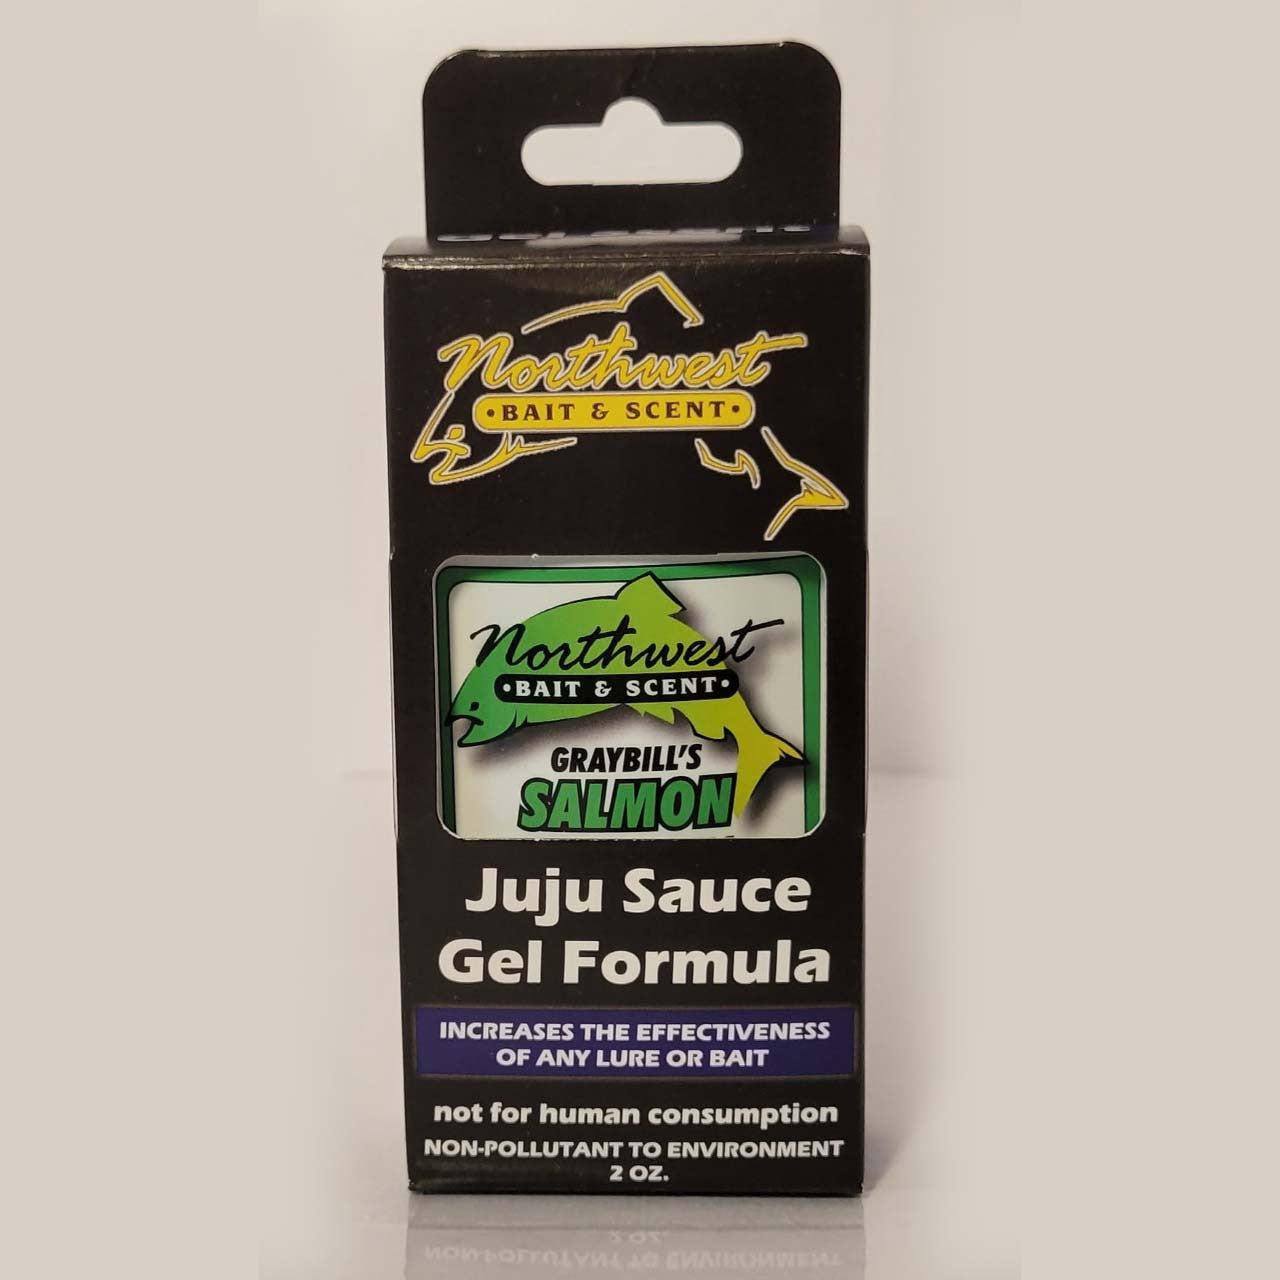 Northwest
•BAIT & SCENT•
Northwest
•BAIT & SCENT•
GRAYBILL'S
SALMON
Juju Sauce
Gel Formula
INCREASES THE EFFECTIVENESS
OF ANY LURE OR BAIT
not for human consumption
NON-POLLUTANT TO ENVIRONMENT
2 OZ.